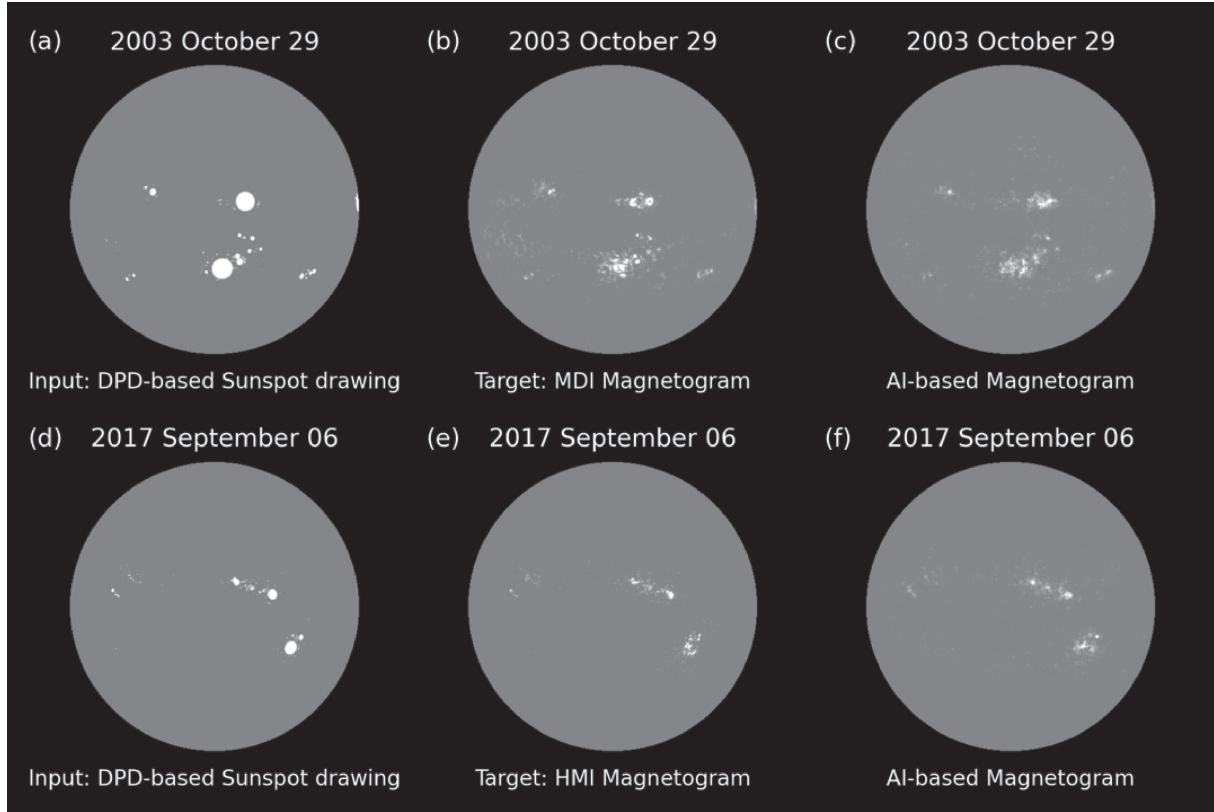 (a) 2003 October 29
(b) 2003 October 29
(c) 2003 October 29
Input: DPD-based Sunspot drawing
Target: MDI Magnetogram
AI-based Magnetogram
(d) 2017 September 06
(e) 2017 September 06
(f) 2017 September 06
Input: DPD-based Sunspot drawing
Target: HMI Magnetogram
AI-based Magnetogram